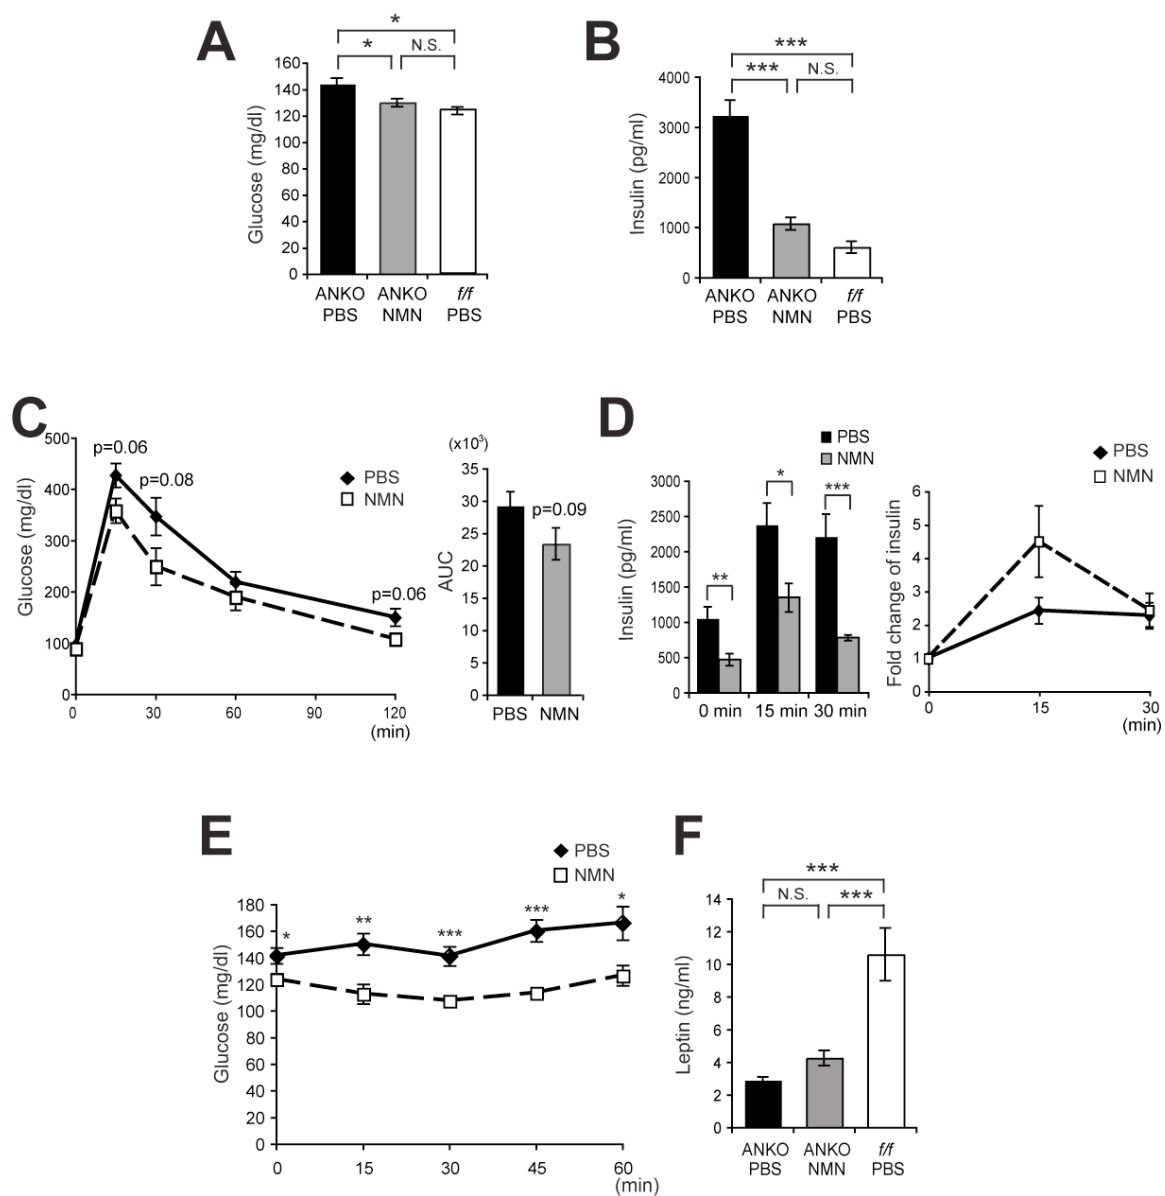 A
*
*
N.S.
Glucose (mg/dl)
160
140
120
100
80
60
40
20
0
ANKO
PBS
ANKO
NMN
f/f
PBS
B
***
***
N.S.
Insulin (pg/ml)
4000
3000
2000
1000
0
ANKO
PBS
ANKO
NMN
f/f
PBS
C
Glucose (mg/dl)
500
400
300
200
100
0
p=0.06
p=0.08
p=0.06
PBS
NMN
0
30
60
90
120
(min)
(x10³)
AUC
35
30
25
20
15
10
5
0
p=0.09
PBS
NMN
D
PBS
NMN
Insulin (pg/ml)
3000
2500
2000
1500
1000
500
0
**
*
***
0 min
15 min
30 min
PBS
NMN
Fold change of insulin
6
5
4
3
2
1
0
0
15
30
(min)
E
PBS
NMN
Glucose (mg/dl)
180
160
140
120
100
80
60
40
20
0
*
**
***
***
*
0
15
30
45
60
(min)
F
***
N.S.
***
Leptin (ng/ml)
14
12
10
8
6
4
2
0
ANKO
PBS
ANKO
NMN
f/f
PBS